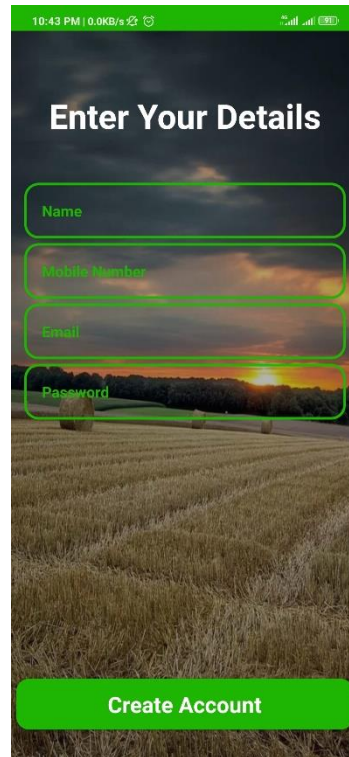 10:43 PM | 0.0KB/s
Enter Your Details
Name
Mobile Number
Email
Password
Create Account